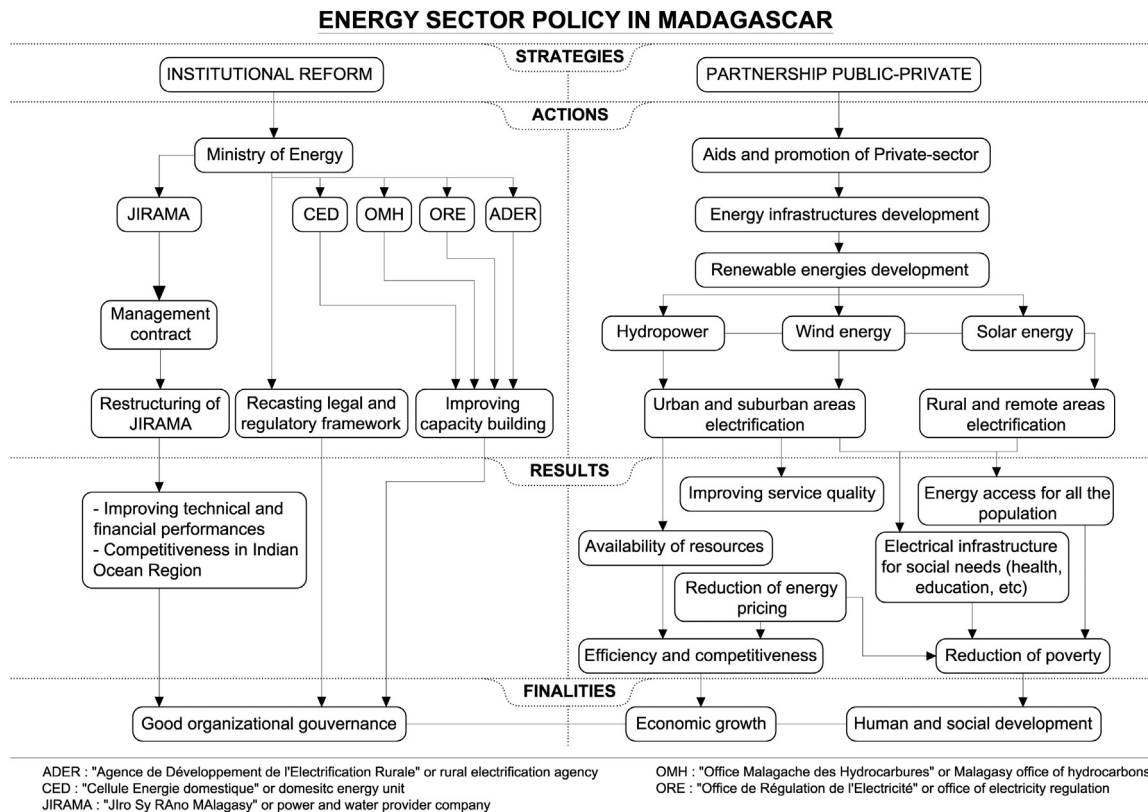 ENERGY SECTOR POLICY IN MADAGASCAR
STRATEGIES
INSTITUTIONAL REFORM
PARTNERSHIP PUBLIC-PRIVATE
ACTIONS
Ministry of Energy
Aids and promotion of Private-sector
JIRAMA
CED
OMH
ORE
ADER
Energy infrastructures development
Renewable energies development
Management
contract
Hydropower
Wind energy
Solar energy
Restructuring of
JIRAMA
Recasting legal and
regulatory framework
Improving
capacity building
Urban and suburban areas
electrification
Rural and remote areas
electrification
RESULTS
- Improving technical and
financial performances
- Competitiveness in Indian
Ocean Region
Improving service quality
Energy access for all the
population
Availability of resources
Electrical infrastructure
for social needs (health,
education, etc)
Reduction of energy
pricing
Efficiency and competitiveness
Reduction of poverty
FINALITIES
Good organizational gouvernance
Economic growth
Human and social development
ADER : "Agence de Développement de l'Electrification Rurale" or rural electrification agency
CED : "Cellule Energie domestique" or domesitc energy unit
JIRAMA : "JIro Sy RAno MAlagasy" or power and water provider company
OMH : "Office Malagache des Hydrocarbures" or Malagasy office of hydrocarbons
ORE : "Office de Régulation de l'Electricité" or office of electricity regulation